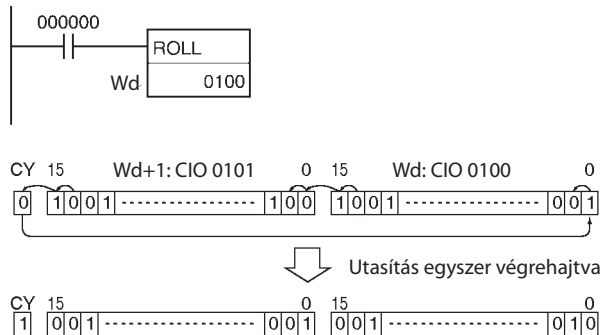 000000
ROLL
Wd 0100
CY 15 Wd+1: CIO 0101 0 15 Wd: CIO 0100 0
0 1 0 0 1 1 0 0 1 0 0 1 0 0 1
Utasítás egyszer végrehajtva
CY 15 0 15 0
1 0 0 1 0 0 1 0 0 1 0 1 0